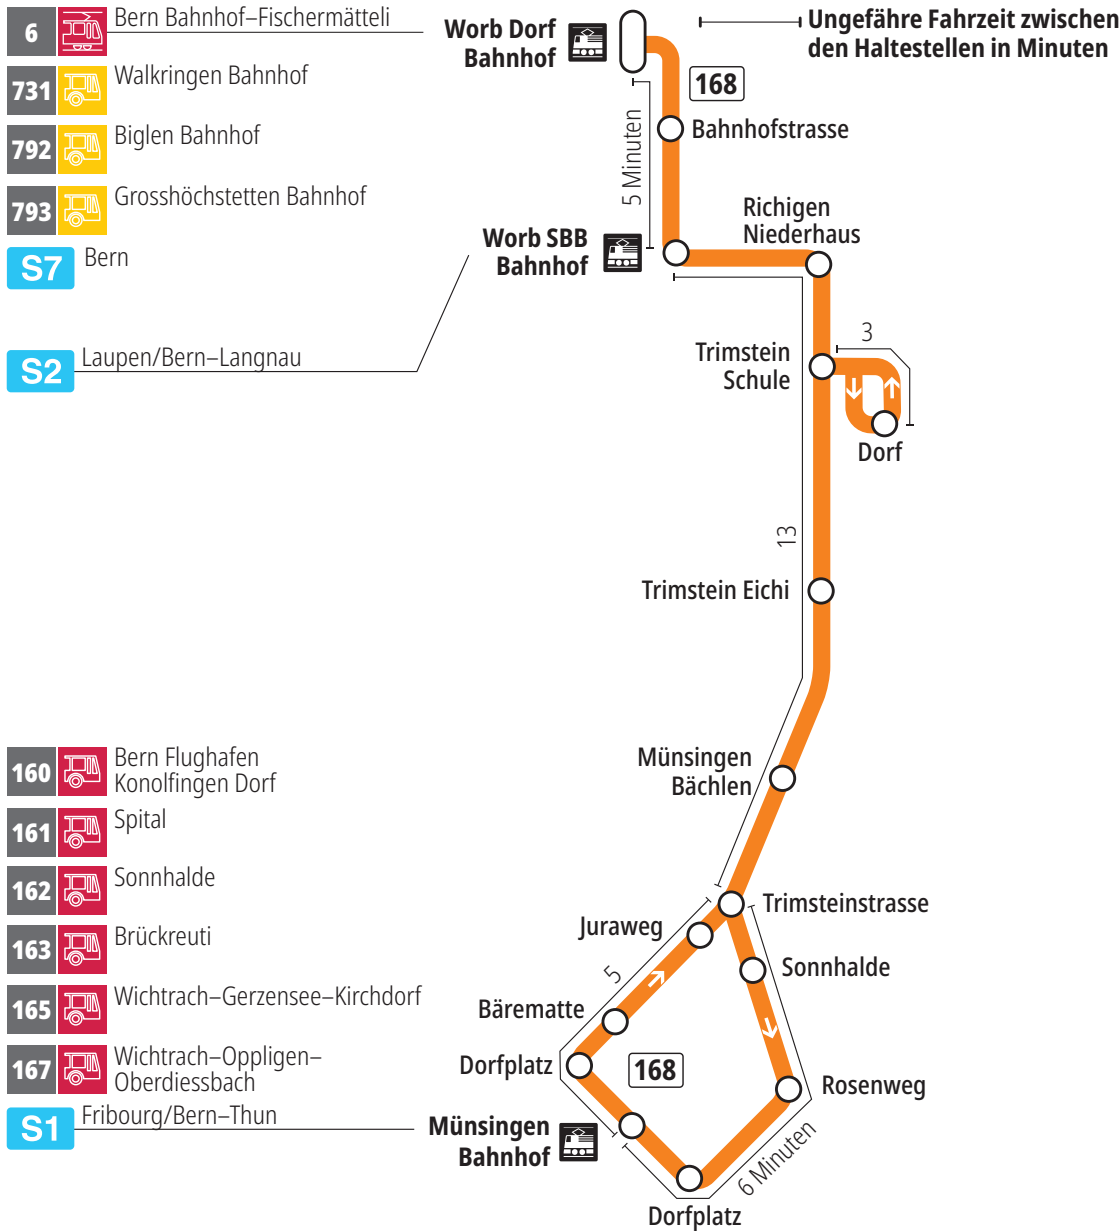 6
Bern Bahnhof–Fischermätteli
731
Walkringen Bahnhof
792
Biglen Bahnhof
793
Grosshöchstetten Bahnhof
S7
Bern
S2
Laupen/Bern–Langnau
Worb Dorf
Bahnhof
Ungefähre Fahrzeit zwischen
den Haltestellen in Minuten
168
Bahnhofstrasse
5 Minuten
Worb SBB
Bahnhof
Richigen
Niederhaus
Trimstein
Schule
3
Dorf
13
Trimstein Eichi
Münsingen
Bächlen
160
Bern Flughafen
Konolfingen Dorf
161
Spital
162
Sonnhalde
163
Brückreuti
165
Wichtrach–Gerzensee–Kirchdorf
167
Wichtrach–Oppligen–
Oberdiessbach
S1
Fribourg/Bern–Thun
Trimsteinstrasse
Juraweg
5
Sonnhalde
Bärematte
Dorfplatz
168
Rosenweg
Münsingen
Bahnhof
6 Minuten
Dorfplatz